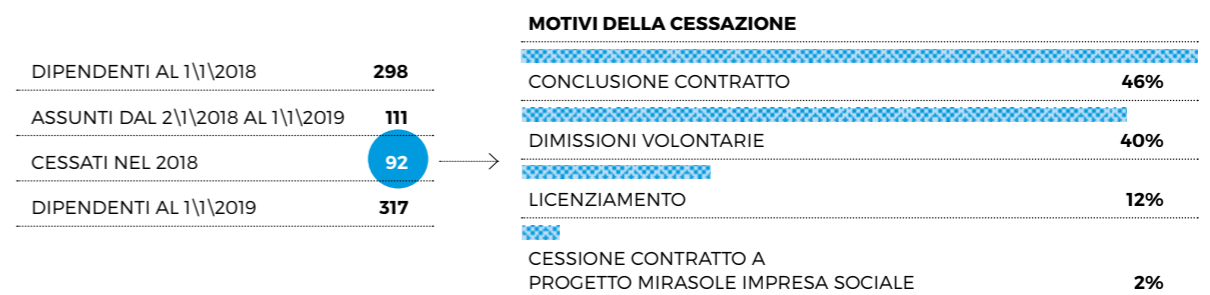 DIPENDENTI AL 1\1\2018 298
ASSUNTI DAL 2\1\2018 AL 1\1\2019 111
CESSATI NEL 2018 92
DIPENDENTI AL 1\1\2019 317
MOTIVI DELLA CESSAZIONE
CONCLUSIONE CONTRATTO 46%
DIMISSIONI VOLONTARIE 40%
LICENZIAMENTO 12%
CESSIONE CONTRATTO A
PROGETTO MIRASOLE IMPRESA SOCIALE 2%